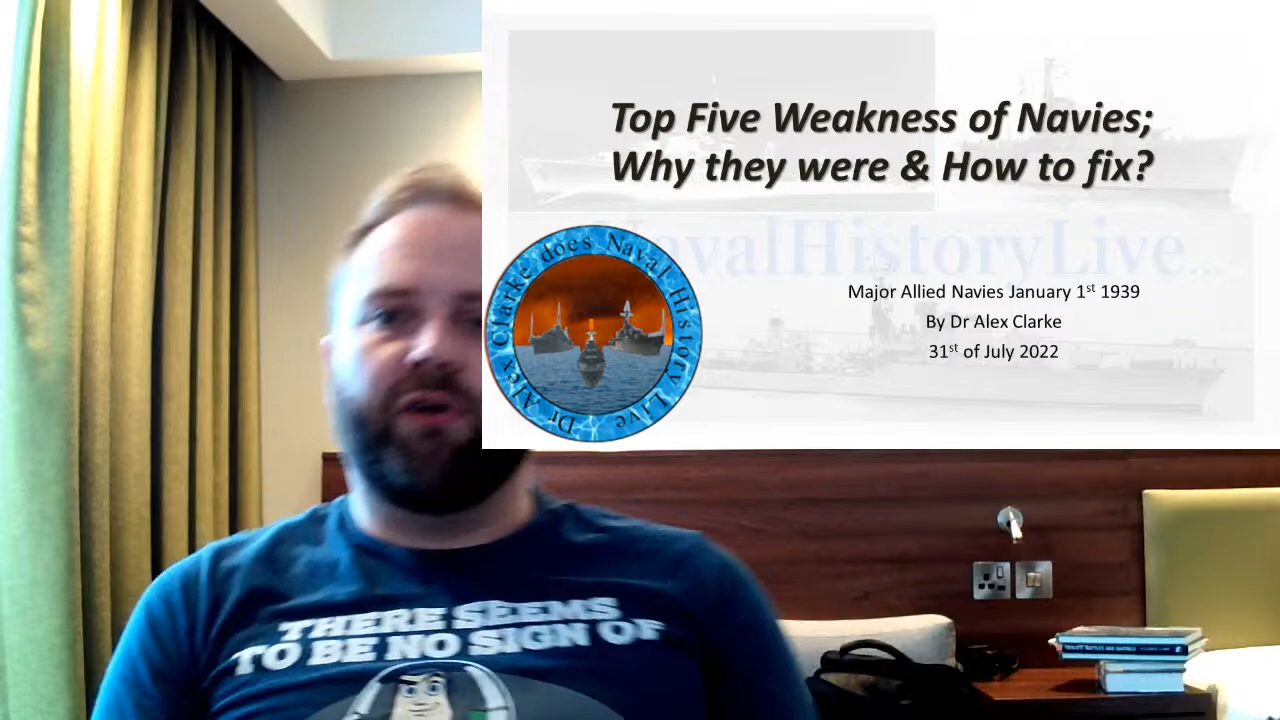 Top Five Weakness of Navies;
Why they were & How to fix?
NavalHistoryLive...
Major Allied Navies January 1st 1939
By Dr Alex Clarke
31st of July 2022
Dr Alex Clarke does Naval History Live
THERE SEEMS
TO BE NO SIGN OF